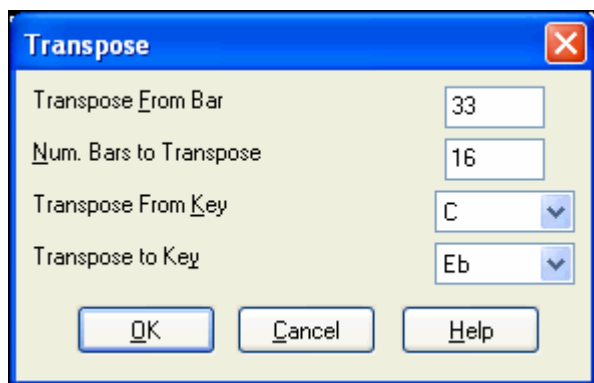 Transpose
Transpose From Bar 33
Num. Bars to Transpose 16
Transpose From Key C
Transpose to Key Eb
OK Cancel Help